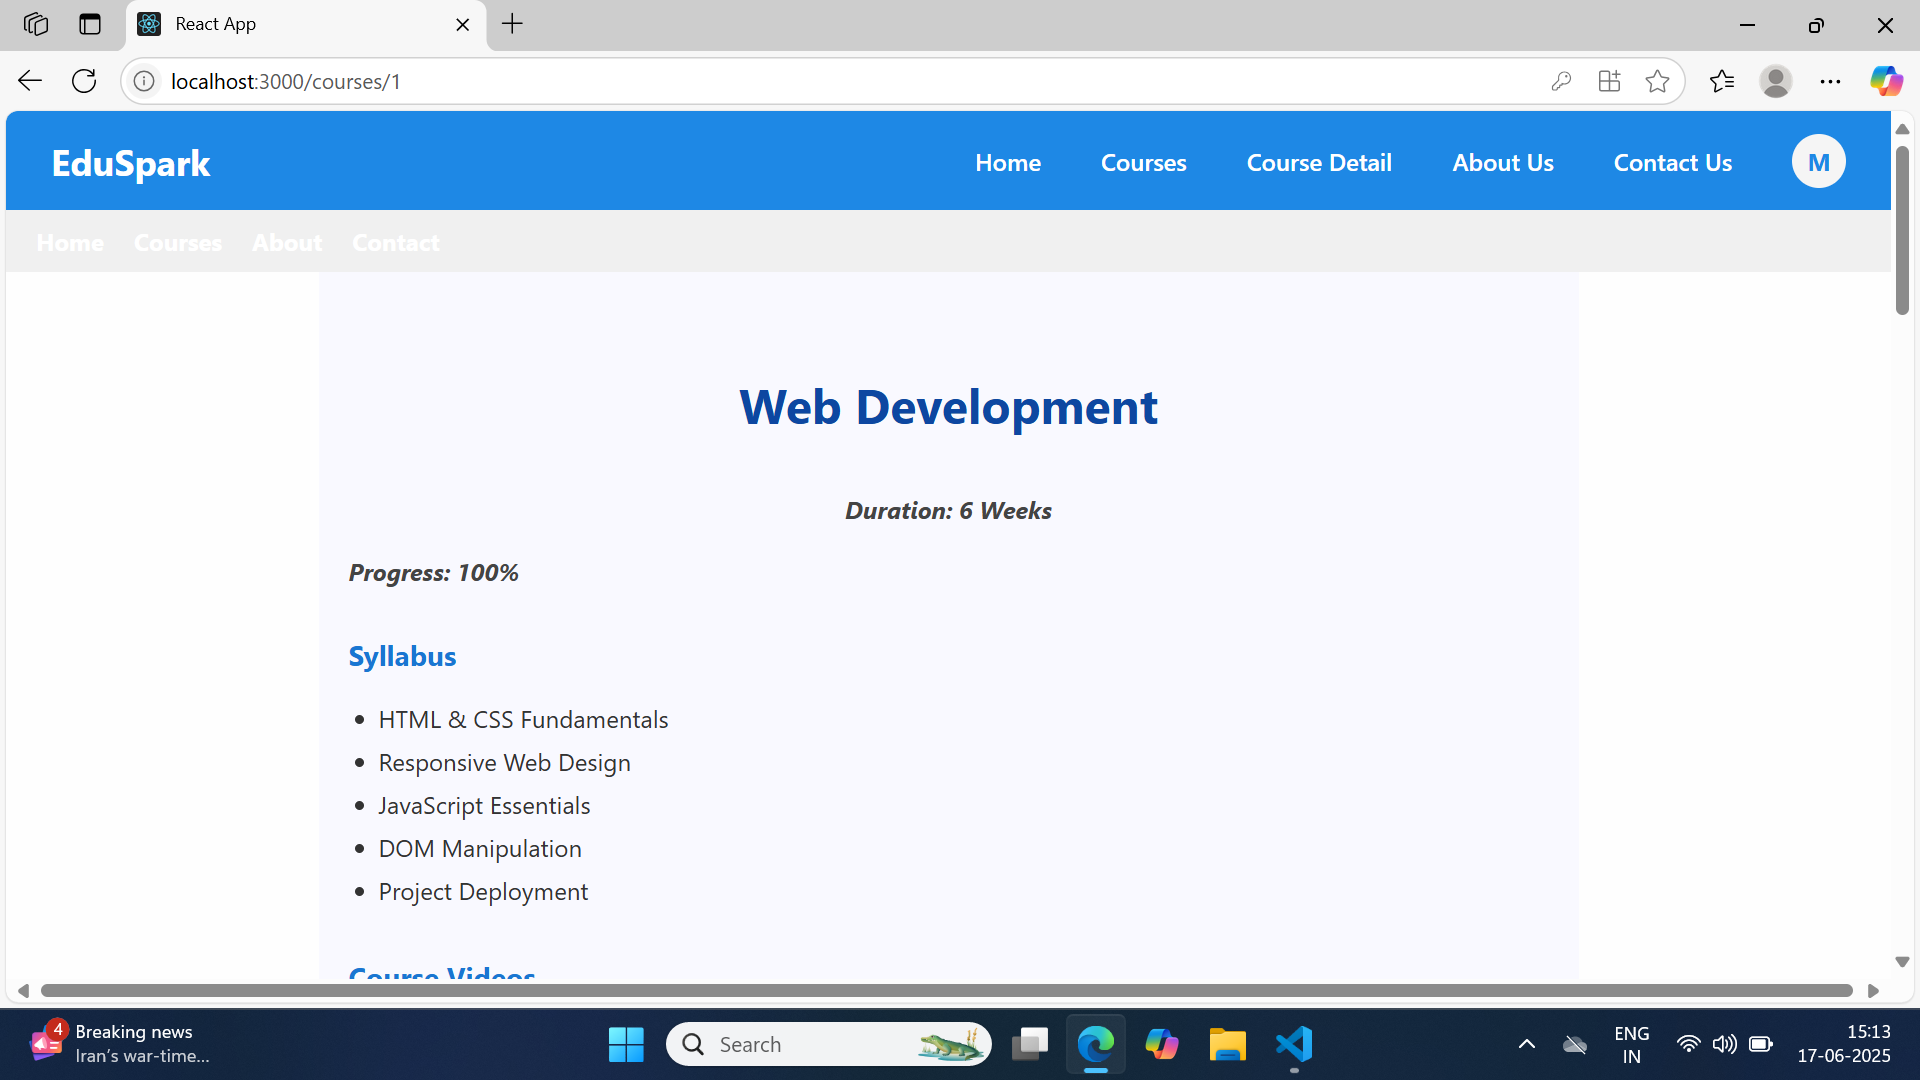 React App
localhost:3000/courses/1
EduSpark
Home Courses Course Detail About Us Contact Us M
Home Courses About Contact
Web Development
Duration: 6 Weeks
Progress: 100%
Syllabus
• HTML & CSS Fundamentals
• Responsive Web Design
• JavaScript Essentials
• DOM Manipulation
• Project Deployment
Course Videos
4
Breaking news
Iran's war-time...
Search
ENG
IN
15:13
17-06-2025